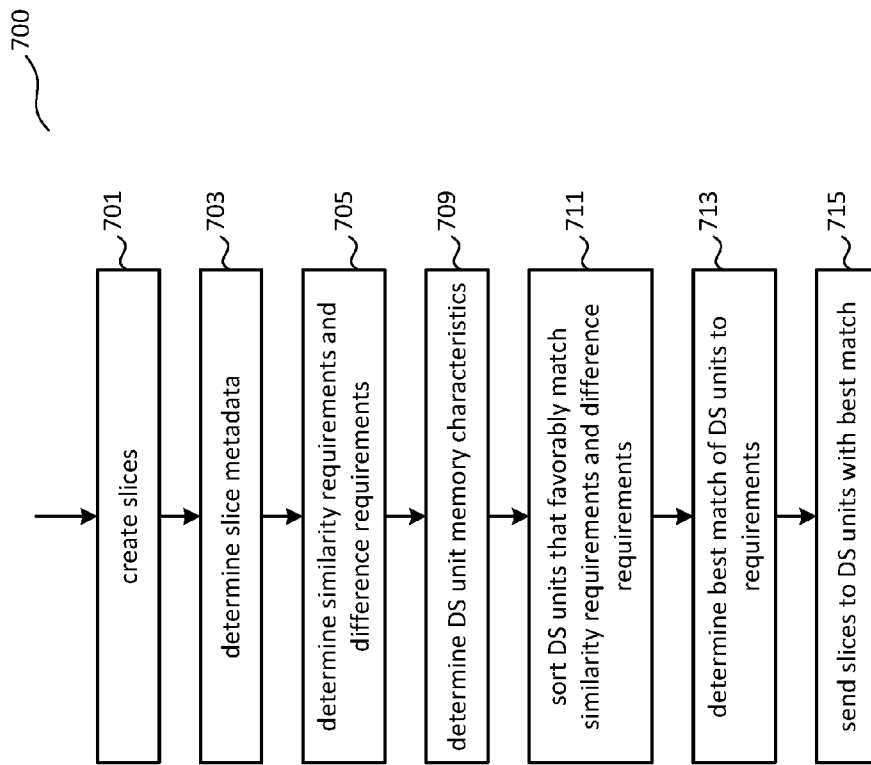 700
701
create slices
703
determine slice metadata
705
determine similarity requirements and
difference requirements
709
determine DS unit memory characteristics
711
sort DS units that favorably match
similarity requirements and difference
requirements
713
determine best match of DS units to
requirements
715
send slices to DS units with best match